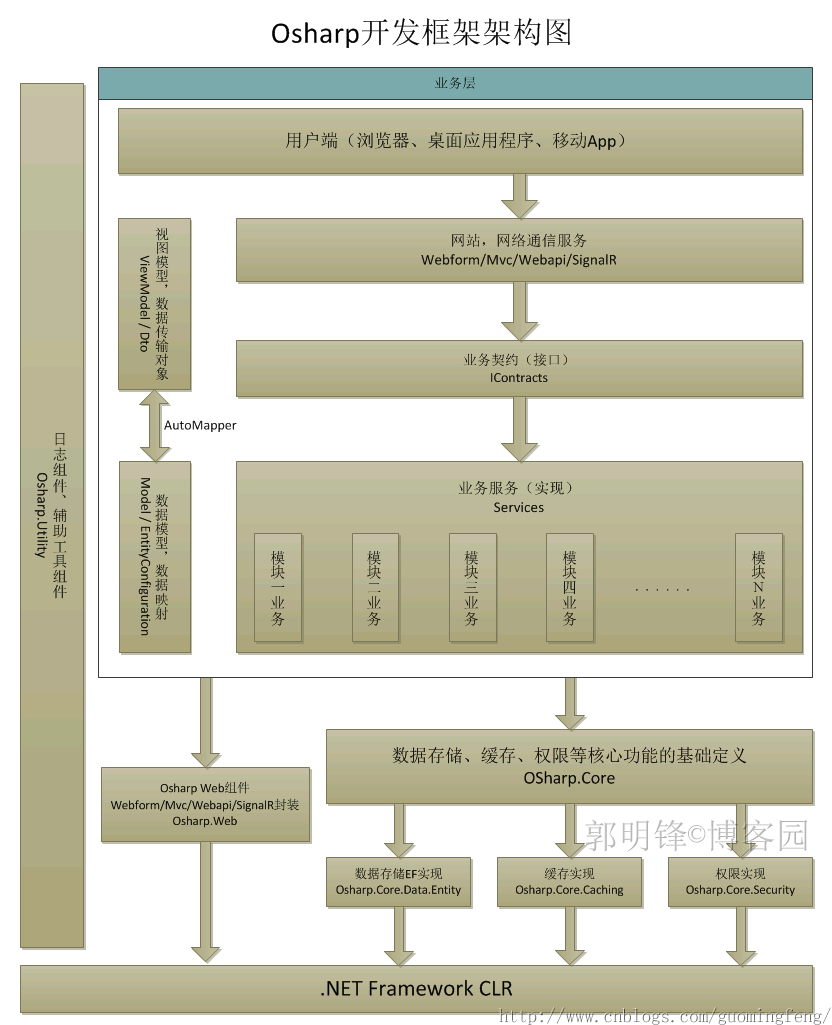 Osharp开发框架架构图
业务层
用户端（浏览器、桌面应用程序、移动App）
网站，网络通信服务
Webform/Mvc/Webapi/SignalR
视图模型，数据传输对象
ViewModel / Dto
业务契约（接口）
IContracts
AutoMapper
日志组件、辅助工具组件
Osharp.Utility
数据模型，数据映射
Model / EntityConfiguration
业务服务（实现）
Services
模块一业务
模块二业务
模块三业务
模块四业务
......
模块N业务
数据存储、缓存、权限等核心功能的基础定义
OSharp.Core
Osharp Web组件
Webform/Mvc/Webapi/SignalR封装
Osharp.Web
郭明锋©博客园
数据存储EF实现
Osharp.Core.Data.Entity
缓存实现
Osharp.Core.Caching
权限实现
Osharp.Core.Security
.NET Framework CLR
http://www.cnblogs.com/guomingfeng/